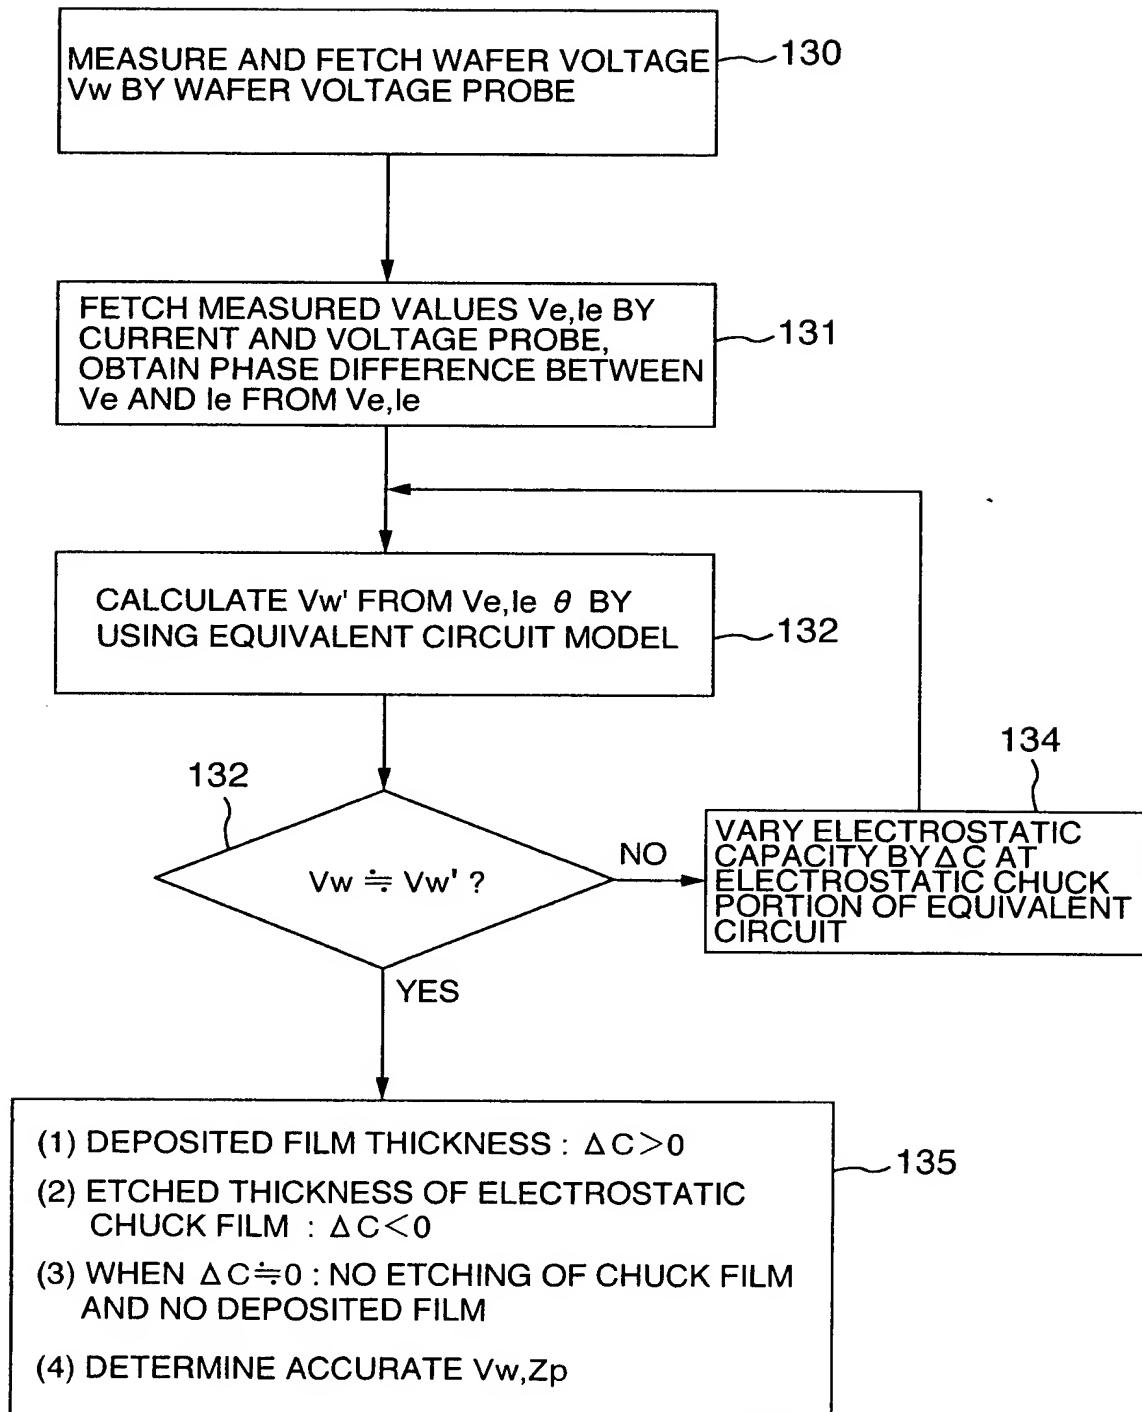 MEASURE AND FETCH WAFER VOLTAGE
Vw BY WAFER VOLTAGE PROBE
130
FETCH MEASURED VALUES Ve,Ie BY
CURRENT AND VOLTAGE PROBE,
OBTAIN PHASE DIFFERENCE BETWEEN
Ve AND Ie FROM Ve,Ie
131
CALCULATE Vw' FROM Ve,Ie θ BY
USING EQUIVALENT CIRCUIT MODEL
132
132
Vw ≒ Vw' ?
NO
134
VARY ELECTROSTATIC
CAPACITY BY ΔC AT
ELECTROSTATIC CHUCK
PORTION OF EQUIVALENT
CIRCUIT
YES
(1) DEPOSITED FILM THICKNESS : ΔC>0
(2) ETCHED THICKNESS OF ELECTROSTATIC
CHUCK FILM : ΔC<0
(3) WHEN ΔC≒0 : NO ETCHING OF CHUCK FILM
AND NO DEPOSITED FILM
(4) DETERMINE ACCURATE Vw,Zp
135